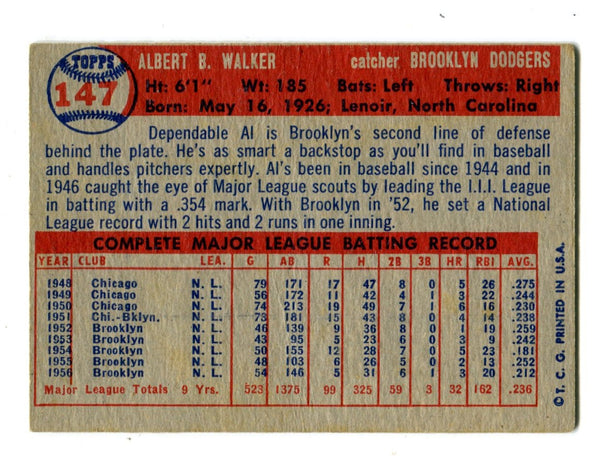 TOPPS
147
ALBERT B. WALKER catcher BROOKLYN DODGERS
Ht: 6'1" Wt: 185 Bats: Left Throws: Right
Born: May 16, 1926; Lenoir, North Carolina
Dependable Al is Brooklyn's second line of defense
behind the plate. He's as smart a backstop as you'll find in baseball
and handles pitchers expertly. Al's been in baseball since 1944 and in
1946 caught the eye of Major League scouts by leading the I.I.I. League
in batting with a .354 mark. With Brooklyn in '52, he set a National
League record with 2 hits and 2 runs in one inning.
COMPLETE MAJOR LEAGUE BATTING RECORD
YEAR CLUB LEA. G AB R H 2B 3B HR RBI AVG.
1948 Chicago N. L. 79 171 17 47 8 0 5 26 .275
1949 Chicago N. L. 56 172 11 42 4 1 3 22 .244
1950 Chicago N. L. 74 213 19 49 7 1 6 16 .230
1951 Chi.-Bklyn. N. L. 73 181 15 43 8 0 4 14 .238
1952 Brooklyn N. L. 46 139 9 36 8 0 1 19 .259
1953 Brooklyn N. L. 43 95 5 23 6 0 3 9 .242
1954 Brooklyn N. L. 50 155 12 28 7 0 5 23 .181
1955 Brooklyn N. L. 48 103 6 26 5 0 2 13 .252
1956 Brooklyn N. L. 54 146 5 31 6 1 3 20 .212
Major League Totals 9 Yrs. 523 1375 99 325 59 3 32 162 .236
© T. C. G. PRINTED IN U.S.A.